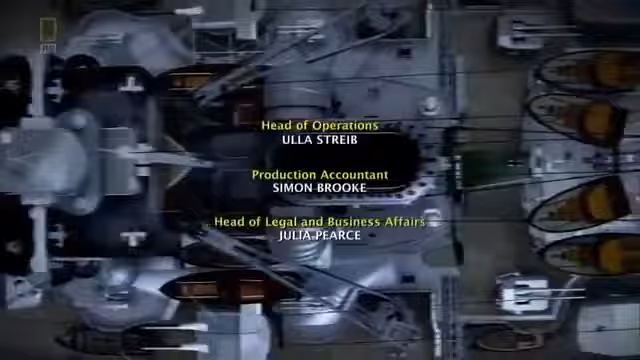 Head of Operations
ULLA STREIB
Production Accountant
SIMON BROOKE
Head of Legal and Business Affairs
JULIA PEARCE